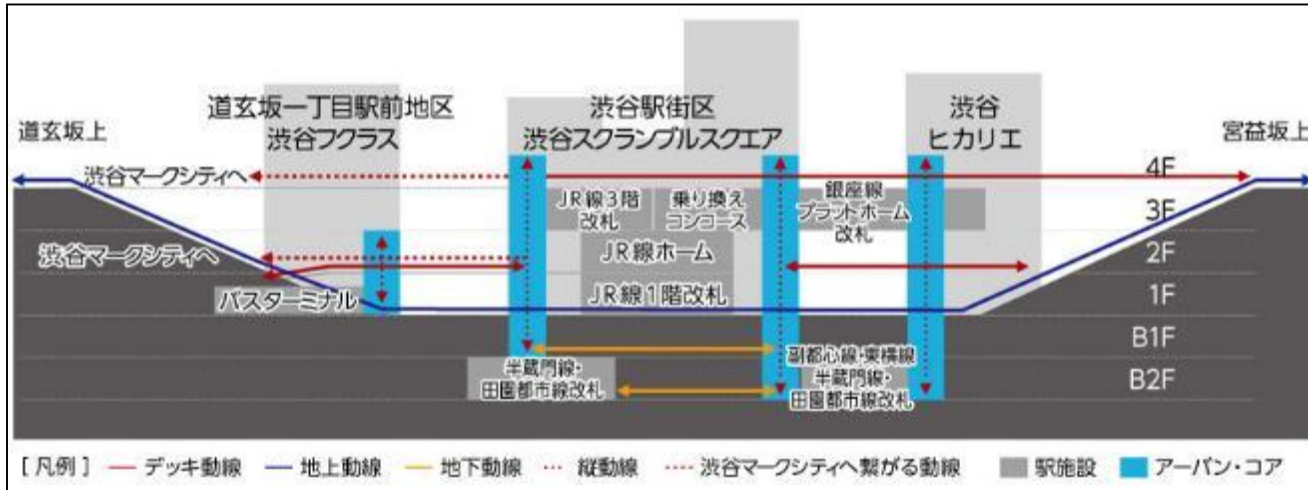 道玄坂一丁目駅前地区
渋谷フクラス
渋谷駅街区
渋谷スクランブルスクエア
渋谷
ヒカリエ
道玄坂上
宮益坂上
渋谷マークシティへ
4F
JR線3階
改札
乗り換え
コンコース
銀座線
プラットホーム
改札
3F
渋谷マークシティへ
JR線ホーム
2F
バスターミナル
JR線1階改札
1F
B1F
半蔵門線・
田園都市線改札
副都心線・東横線
半蔵門線・
田園都市線改札
B2F
[凡例] デッキ動線 地上動線 地下動線 縦動線 渋谷マークシティへ繋がる動線 駅施設 アーバン・コア